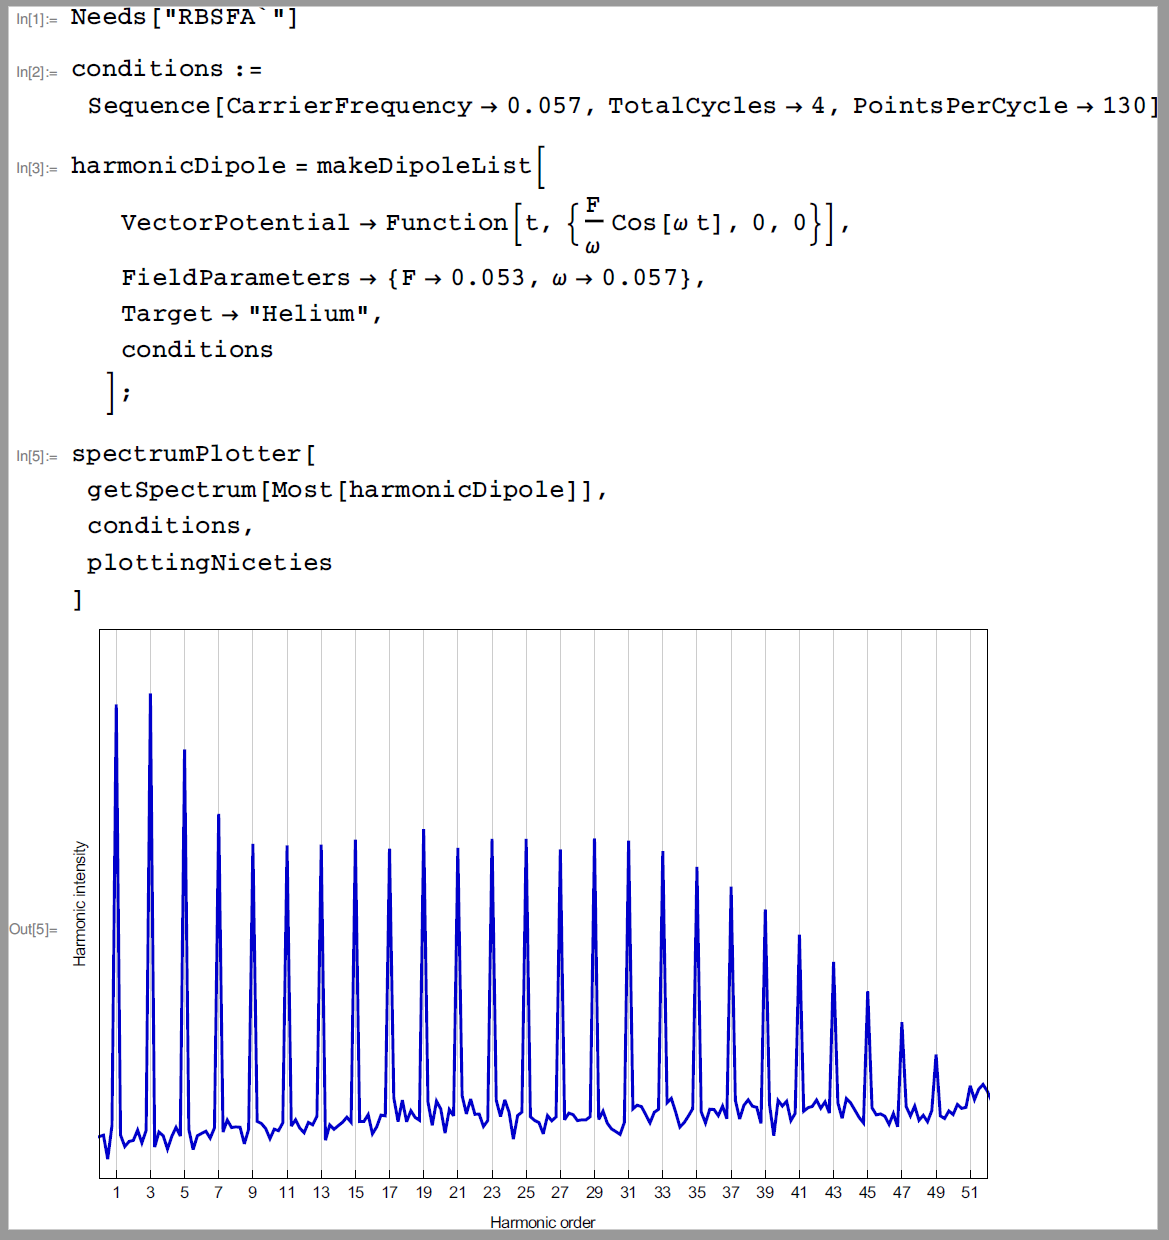 In[1]:= Needs["RBSFA`"]
In[2]:= conditions :=
Sequence[CarrierFrequency → 0.057, TotalCycles → 4, PointsPerCycle → 130]
In[3]:= harmonicDipole = makeDipoleList[
VectorPotential → Function[t, {F/ω Cos[ω t], 0, 0}],
FieldParameters → {F → 0.053, ω → 0.057},
Target → "Helium",
conditions
];
In[5]:= spectrumPlotter[
getSpectrum[Most[harmonicDipole]],
conditions,
plottingNiceties
]
Out[5]=
Harmonic intensity
1 3 5 7 9 11 13 15 17 19 21 23 25 27 29 31 33 35 37 39 41 43 45 47 49 51
Harmonic order